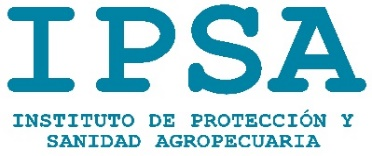 IPSA
INSTITUTO DE PROTECCIÓN Y
SANIDAD AGROPECUARIA